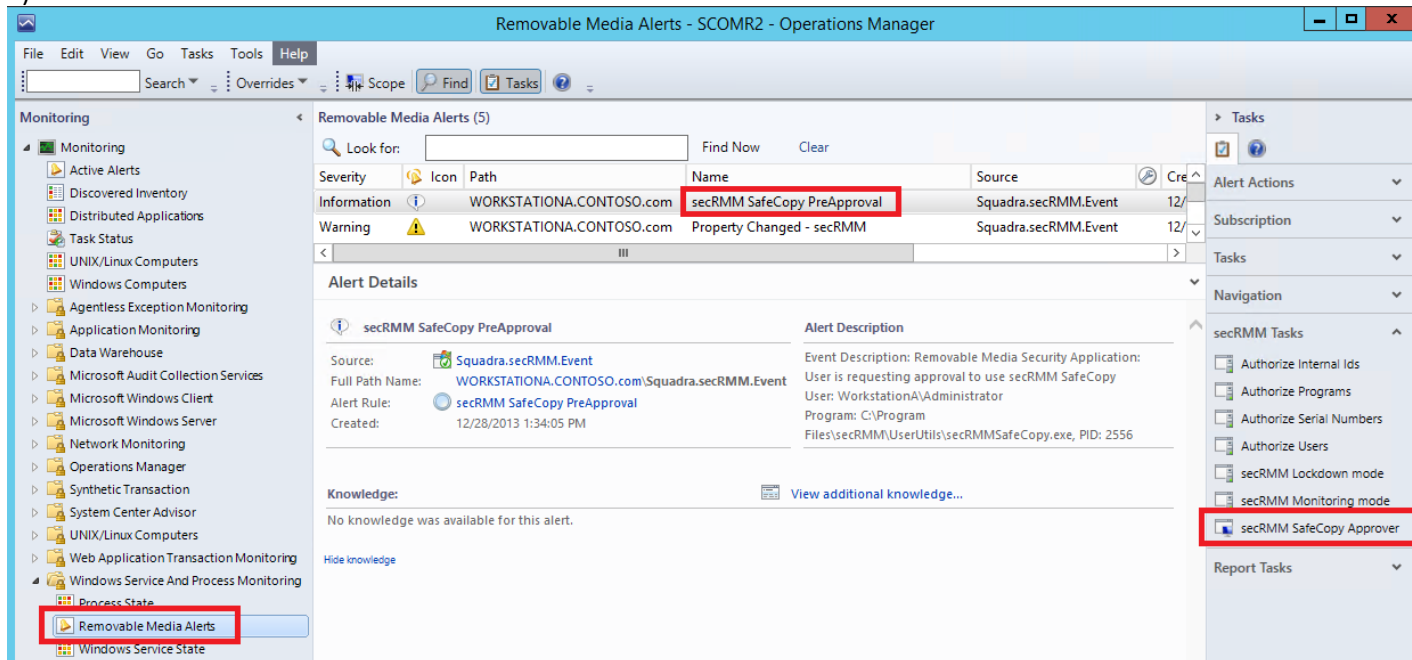 Removable Media Alerts - SCOMR2 - Operations Manager
File Edit View Go Tasks Tools Help
Search Overrides Scope Find Tasks
Monitoring
Monitoring
Active Alerts
Discovered Inventory
Distributed Applications
Task Status
UNIX/Linux Computers
Windows Computers
Agentless Exception Monitoring
Application Monitoring
Data Warehouse
Microsoft Audit Collection Services
Microsoft Windows Client
Microsoft Windows Server
Network Monitoring
Operations Manager
Synthetic Transaction
System Center Advisor
UNIX/Linux Computers
Web Application Transaction Monitoring
Windows Service And Process Monitoring
Process State
Removable Media Alerts
Windows Service State
Removable Media Alerts (5)
Look for: Find Now Clear
Severity Icon Path Name Source Cre
Information WORKSTATIONA.CONTOSO.com secRMM SafeCopy PreApproval Squadra.secRMM.Event 12/
Warning WORKSTATIONA.CONTOSO.com Property Changed - secRMM Squadra.secRMM.Event 12/
Alert Details
secRMM SafeCopy PreApproval
Source: Squadra.secRMM.Event
Full Path Name: WORKSTATIONA.CONTOSO.com\Squadra.secRMM.Event
Alert Rule: secRMM SafeCopy PreApproval
Created: 12/28/2013 1:34:05 PM
Alert Description
Event Description: Removable Media Security Application:
User is requesting approval to use secRMM SafeCopy
User: WorkstationA\Administrator
Program: C:\Program
Files\secRMM\UserUtils\secRMMSafeCopy.exe, PID: 2556
Knowledge:
View additional knowledge...
No knowledge was available for this alert.
Hide knowledge
Tasks
Alert Actions
Subscription
Tasks
Navigation
secRMM Tasks
Authorize Internal Ids
Authorize Programs
Authorize Serial Numbers
Authorize Users
secRMM Lockdown mode
secRMM Monitoring mode
secRMM SafeCopy Approver
Report Tasks